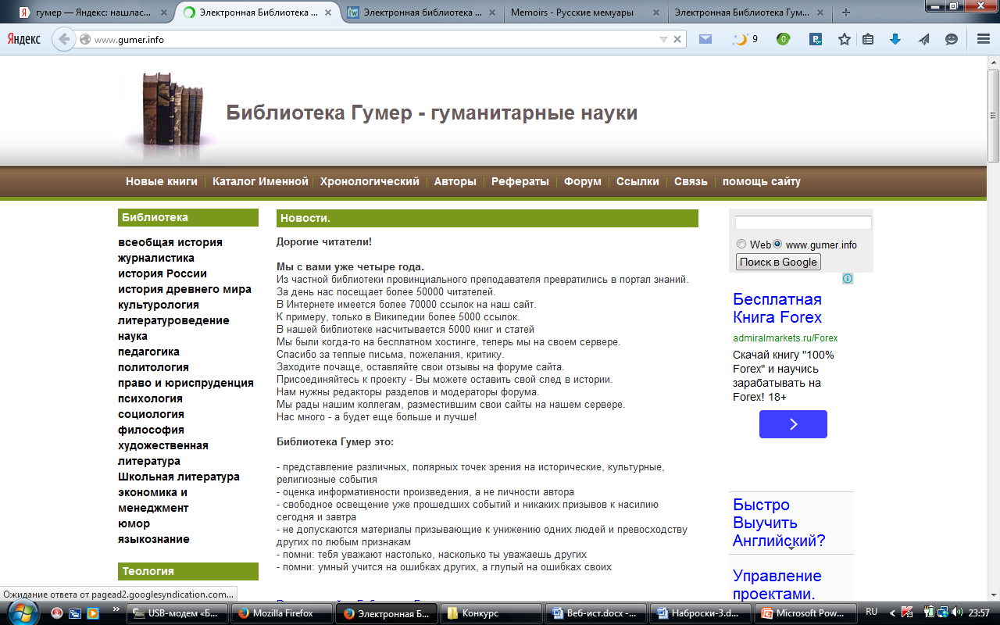 гумер — Яндекс: нашлас...
Электронная Библиотека ...
Электронная библиотека ...
Memoirs - Русские мемуары
Электронная Библиотека Гум...
Яндекс
www.gumer.info
9
0
Библиотека Гумер - гуманитарные науки
Новые книги | Каталог Именной | Хронологический | Авторы | Рефераты | Форум | Ссылки | Связь | помощь сайту
Библиотека
всеобщая история
журналистика
история России
история древнего мира
культурология
литературоведение
наука
педагогика
политология
право и юриспруденция
психология
социология
философия
художественная
литература
Школьная литература
экономика и
менеджмент
юмор
языкознание
Теология
Новости.
Дорогие читатели!
Мы с вами уже четыре года.
Из частной библиотеки провинциального преподавателя превратились в портал знаний.
За день нас посещает более 50000 читателей.
В Интернете имеется более 70000 ссылок на наш сайт.
К примеру, только в Википедии более 5000 ссылок.
В нашей библиотеке насчитывается 5000 книг и статей
Мы были когда-то на бесплатном хостинге, теперь мы на своем сервере.
Спасибо за теплые письма, пожелания, критику.
Заходите почаще, оставляйте свои отзывы на форуме сайта.
Присоединяйтесь к проекту - Вы можете оставить свой след в истории.
Нам нужны редакторы разделов и модераторы форума.
Мы рады нашим коллегам, разместившим свои сайты на нашем сервере.
Нас много - а будет еще больше и лучше!
Библиотека Гумер это:
- представление различных, полярных точек зрения на исторические, культурные,
религиозные события
- оценка информативности произведения, а не личности автора
- свободное освещение уже прошедших событий и никаких призывов к насилию
сегодня и завтра
- не допускаются материалы призывающие к унижению одних людей и превосходству
других по любым признакам
- помни: тебя уважают настолько, насколько ты уважаешь других
- помни: умный учится на ошибках других, а глупый на ошибках своих
Web www.gumer.info
Поиск в Google
Бесплатная
Книга Forex
admiralmarkets.ru/Forex
Скачай книгу "100%
Forex" и научись
зарабатывать на
Forex! 18+
Быстро
Выучить
Английский?
Управление
проектами.
Ожидание ответа от pagead2.googlesyndication.com...
USB-модем «Б...
Mozilla Firefox
Электронная Б...
Конкурс
Веб-ист.docx -...
Наброски-3.d...
Microsoft Pow...
RU
23:57